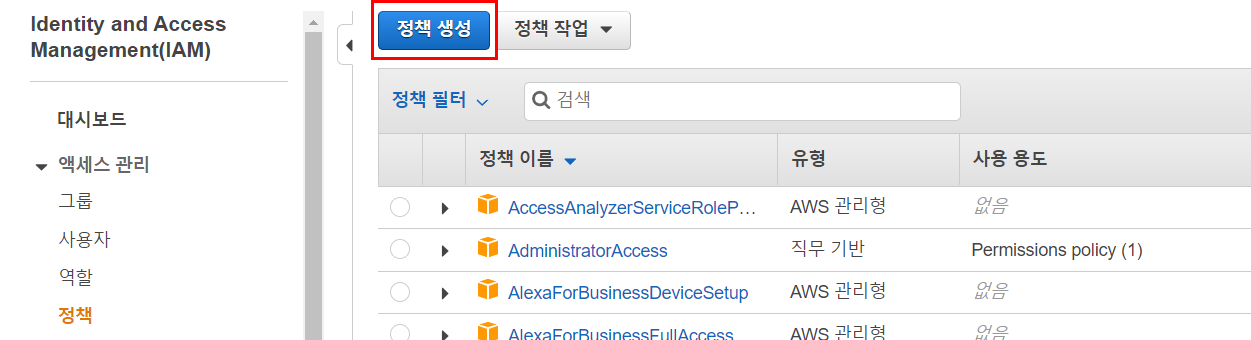 Identity and Access
Management(IAM)
대시보드
액세스 관리
그룹
사용자
역할
정책
정책 생성
정책 작업
정책 필터
검색
정책 이름 유형 사용 용도
AccessAnalyzerServiceRoleP… AWS 관리형 없음
AdministratorAccess 직무 기반 Permissions policy (1)
AlexaForBusinessDeviceSetup AWS 관리형 없음
AlexaForBusinessFullAccess AWS 관리형 없음